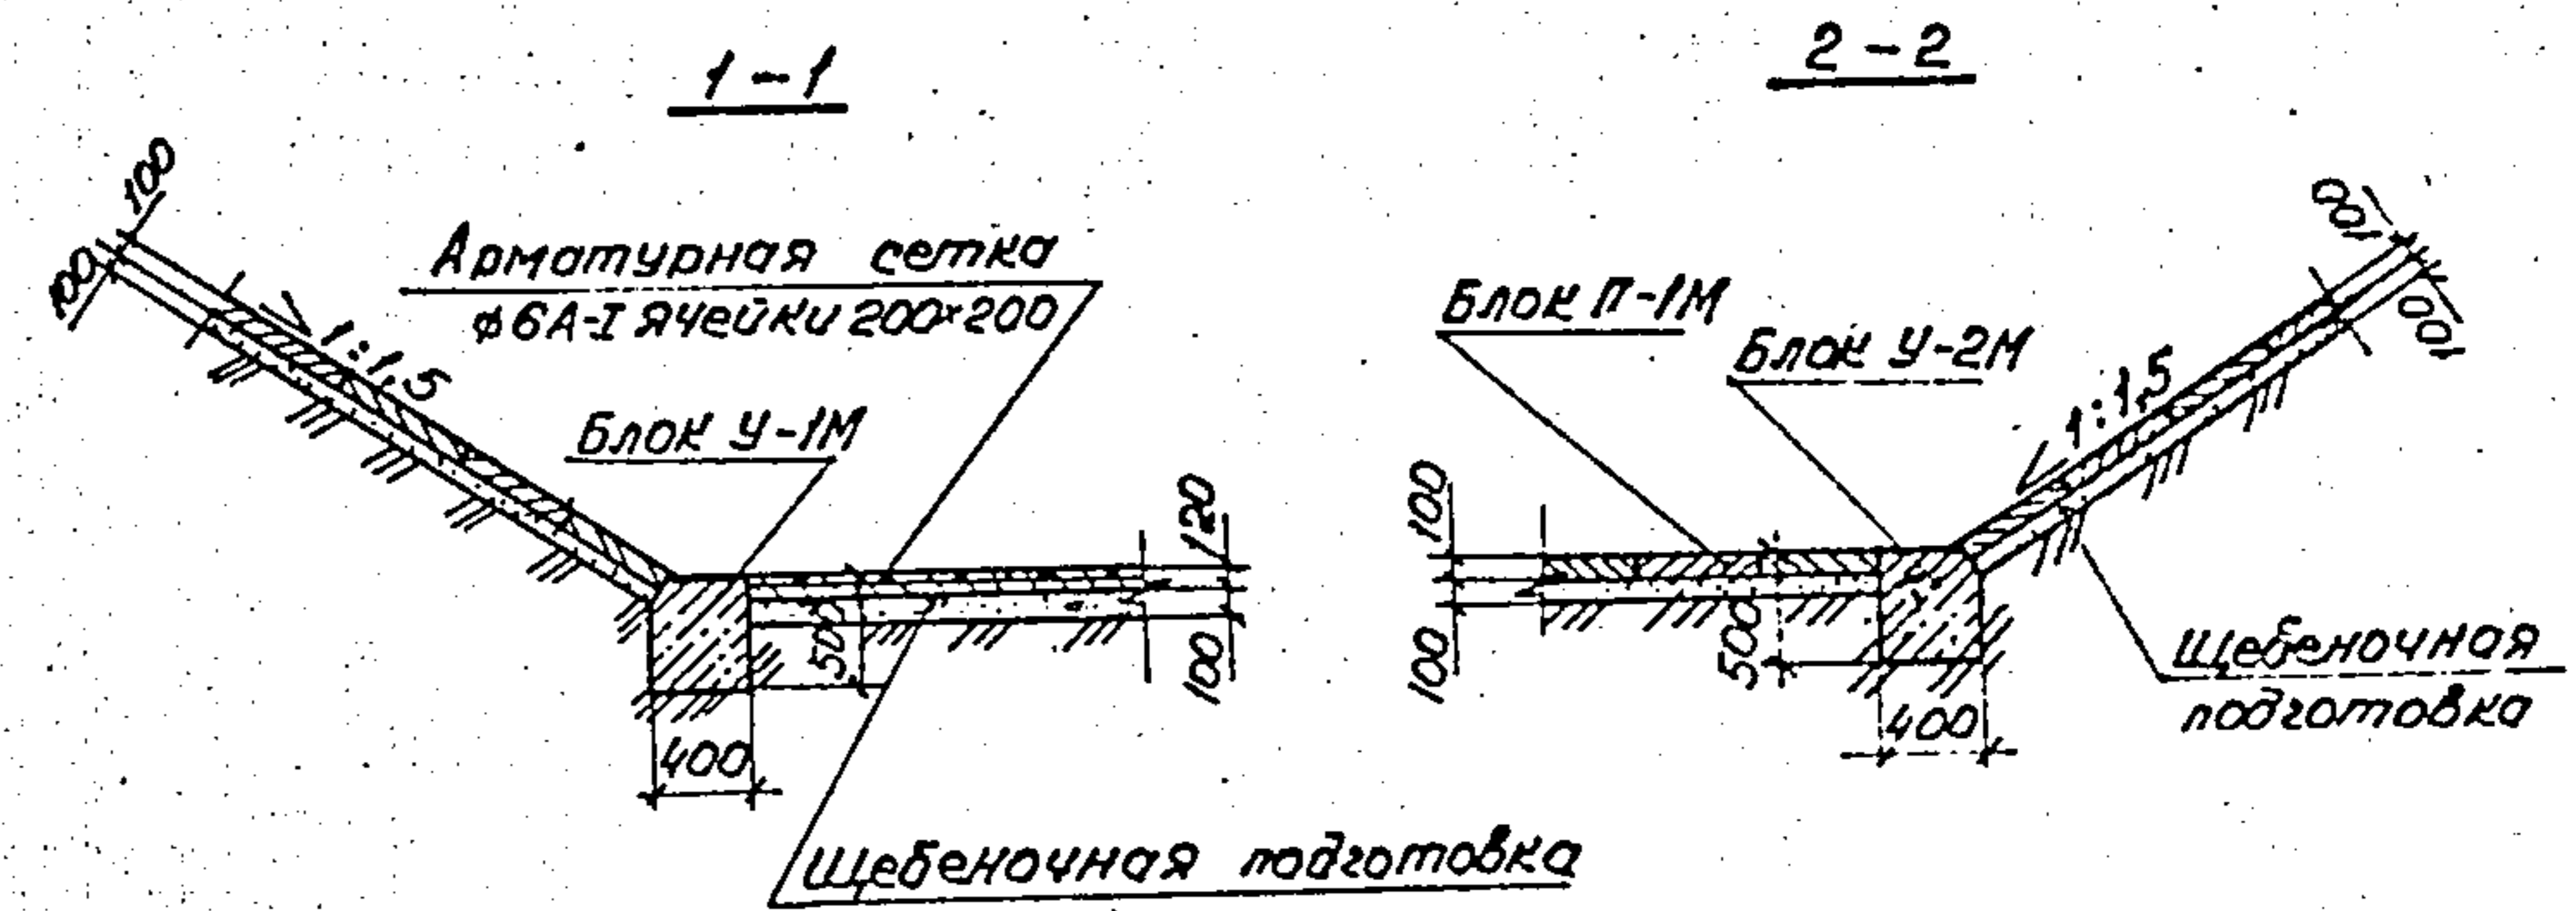 1-1
2-2
100
100
Арматурная сетка
φ6А-I ячейки 200×200
1:1,5
Блок У-1М
120
500
100
400
Щебеночная подготовка
Блок П-1М
Блок У-2М
100
100
1:1,5
100
100
500
400
Щебеночная
подготовка